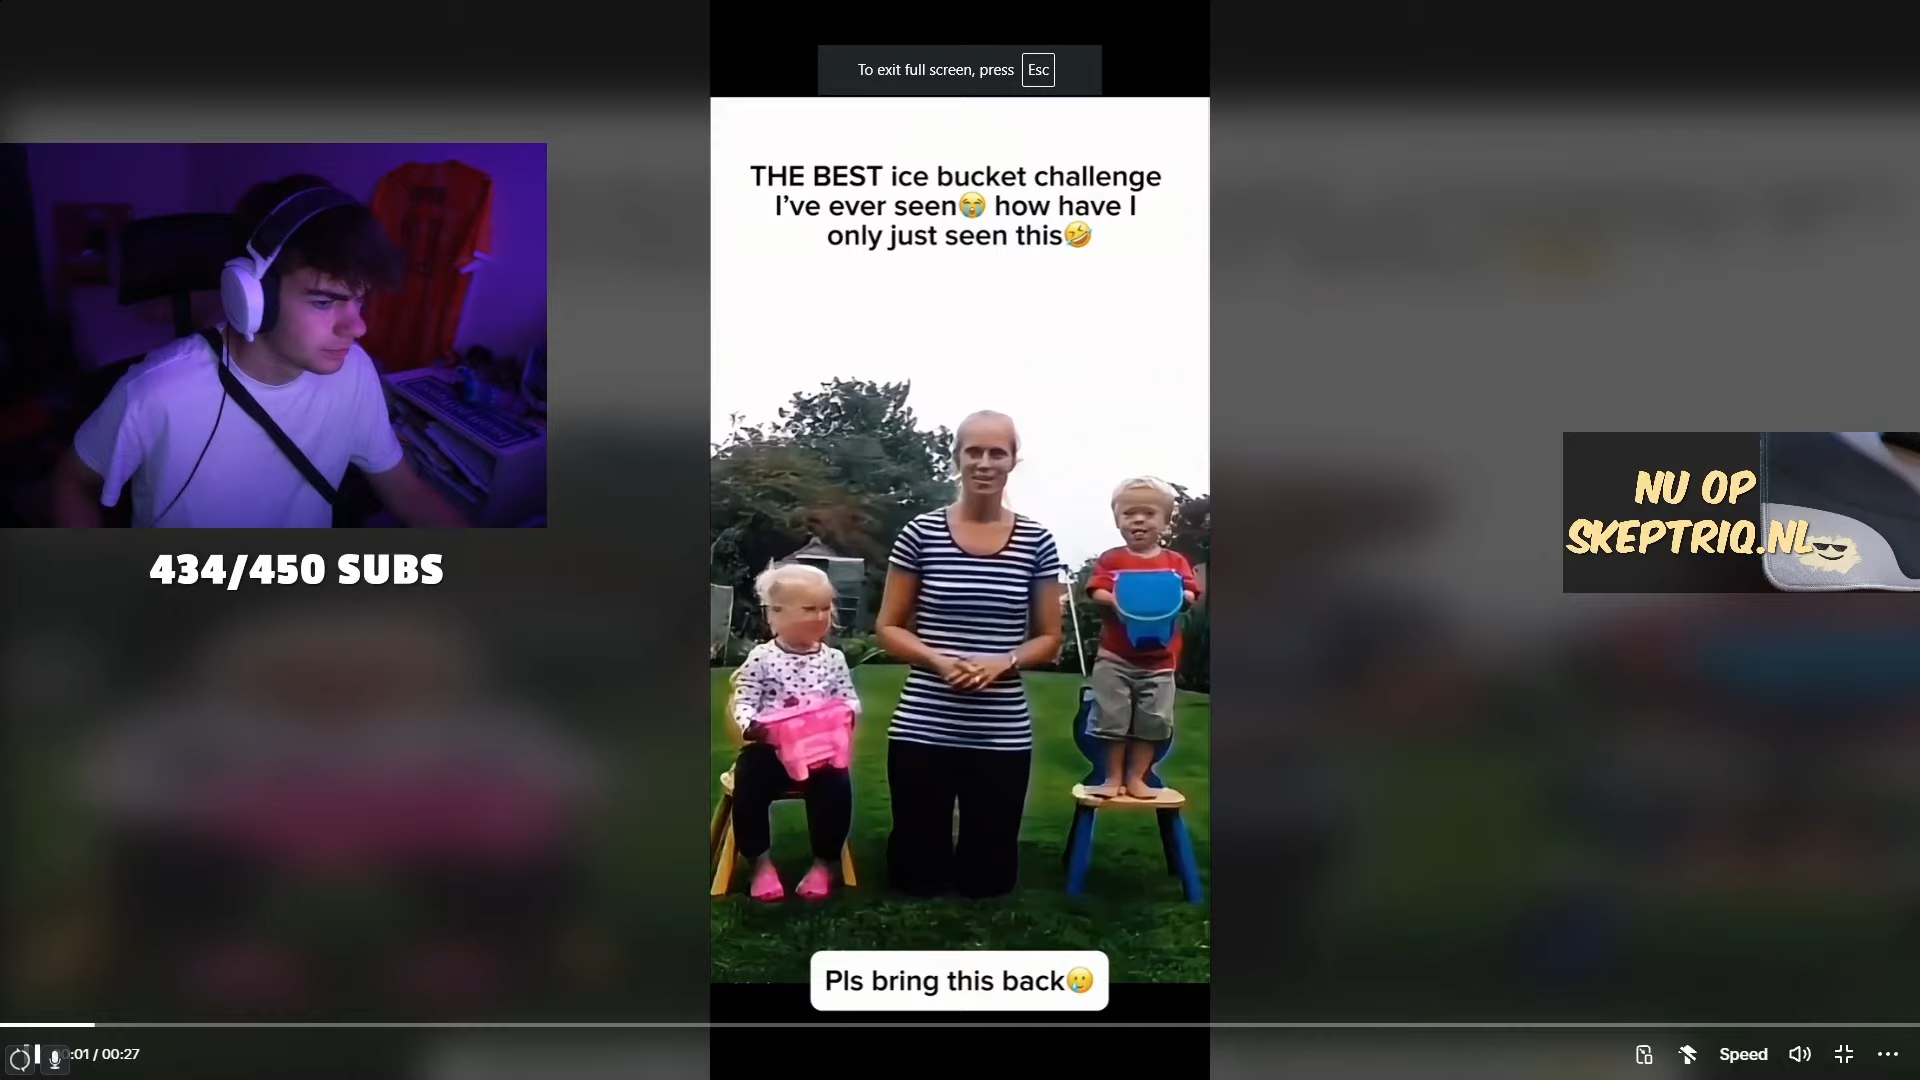 To exit full screen, press Esc
THE BEST ice bucket challenge
I've ever seen😭 how have I
only just seen this🤣
434/450 SUBS
NU OP
SKEPTRIQ.NL
Pls bring this back🥲
:01 / 00:27
Speed